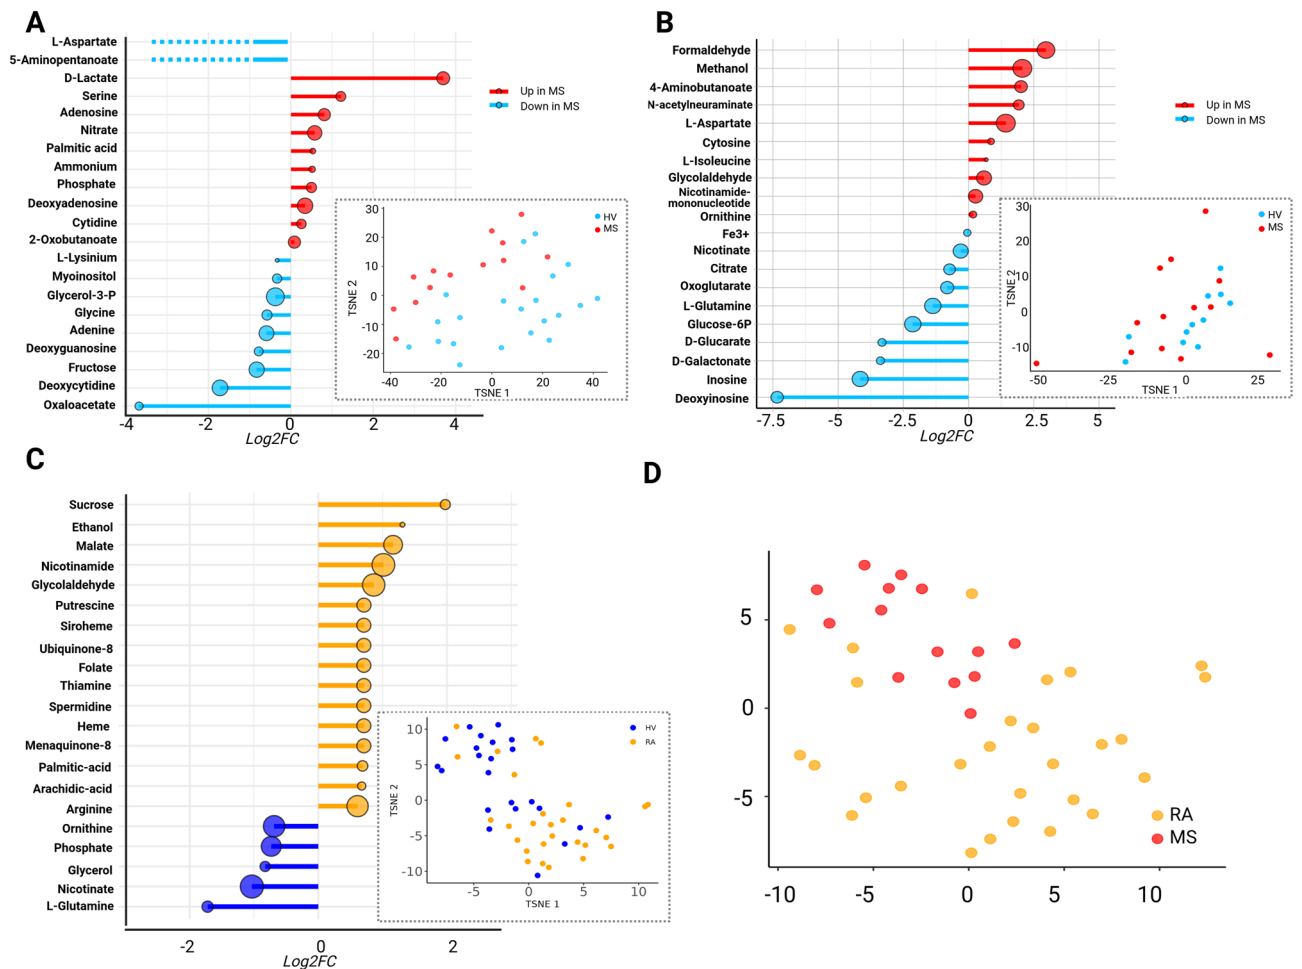 A
L-Aspartate
5-Aminopentanoate
D-Lactate
Serine
Adenosine
Nitrate
Palmitic acid
Ammonium
Phosphate
Deoxyadenosine
Cytidine
2-Oxobutanoate
L-Lysinium
Myoinositol
Glycerol-3-P
Glycine
Adenine
Deoxyguanosine
Fructose
Deoxycytidine
Oxaloacetate
-4 -2 0 2 4
Log2FC
Up in MS
Down in MS
30
20
10
0
-10
-20
TSNE 2
-40 -20 0 20 40
TSNE 1
HV
MS
B
Formaldehyde
Methanol
4-Aminobutanoate
N-acetylneuraminate
L-Aspartate
Cytosine
L-Isoleucine
Glycolaldehyde
Nicotinamide-
mononucleotide
Ornithine
Fe3+
Nicotinate
Citrate
Oxoglutarate
L-Glutamine
Glucose-6P
D-Glucarate
D-Galactonate
Inosine
Deoxyinosine
-7.5 -5 -2.5 0 2.5 5
Log2FC
Up in MS
Down in MS
30
20
10
0
-10
TSNE 2
-50 -25 0 25
TSNE 1
HV
MS
C
Sucrose
Ethanol
Malate
Nicotinamide
Glycolaldehyde
Putrescine
Siroheme
Ubiquinone-8
Folate
Thiamine
Spermidine
Heme
Menaquinone-8
Palmitic-acid
Arachidic-acid
Arginine
Ornithine
Phosphate
Glycerol
Nicotinate
L-Glutamine
-2 0 2
Log2FC
10
5
0
-5
-10
TSNE 2
-5 0 5 10
TSNE 1
HV
RA
D
5
0
-5
-10 -5 0 5 10
RA
MS